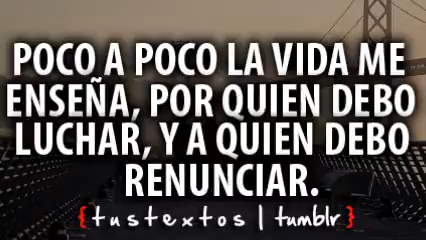 POCO A POCO LA VIDA ME
ENSEÑA, POR QUIEN DEBO
LUCHAR, Y A QUIEN DEBO
RENUNCIAR.
{tustextos | tumblr}